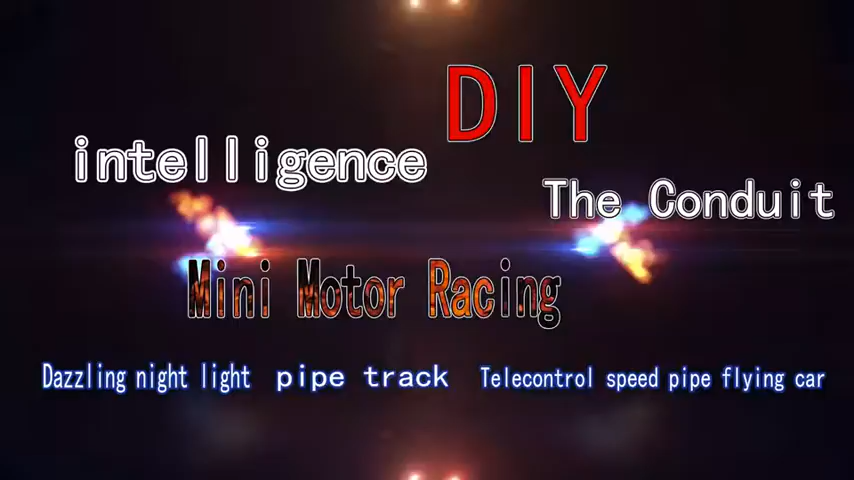 DIY
intelligence
The Conduit
Mini Motor Racing
Dazzling night light pipe track Telecontrol speed pipe flying car